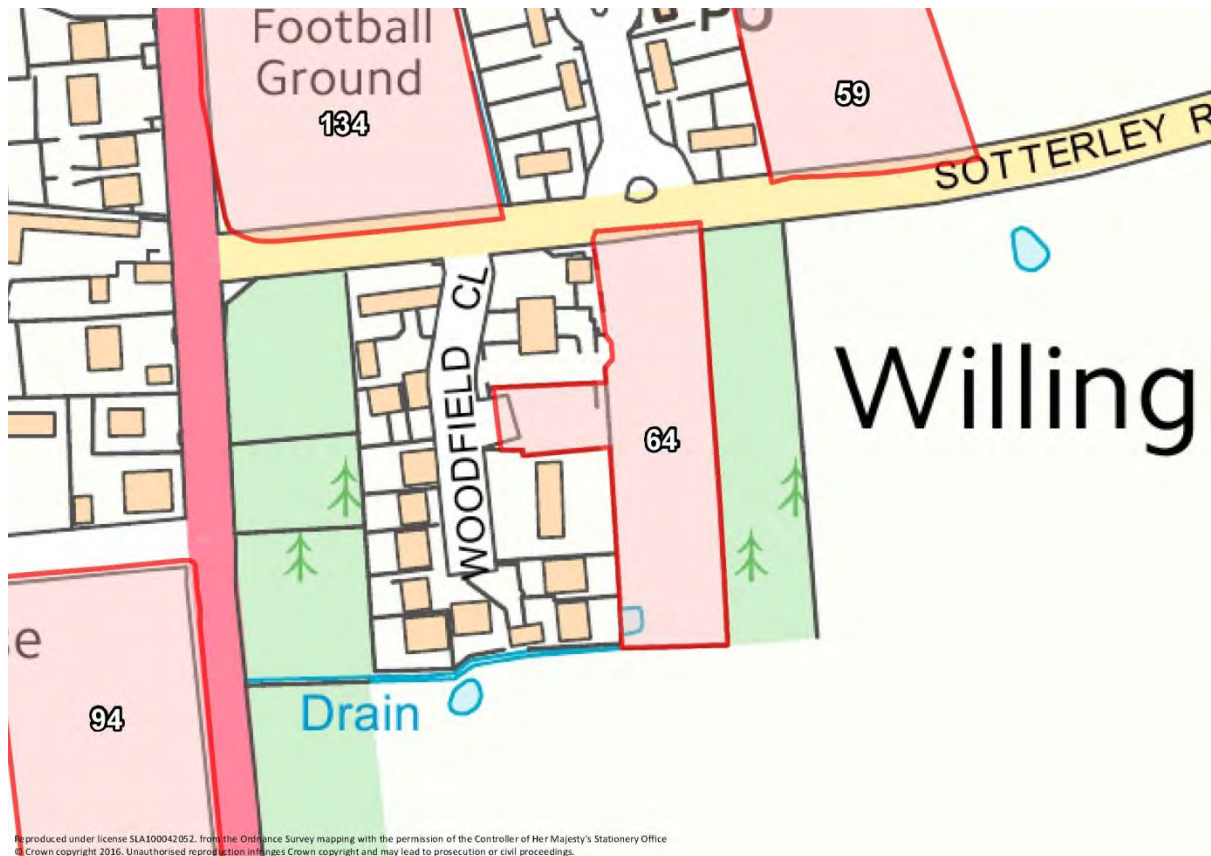 Football
Ground
134
59
SOTTERLEY R
WOODFIELD CL
64
94
Drain
Reproduced under license SLA100042052. from the Ordnance Survey mapping with the permission of the Controller of Her Majesty's Stationery Office
© Crown copyright 2016. Unauthorised reproduction infringes Crown copyright and may lead to prosecution or civil proceedings.